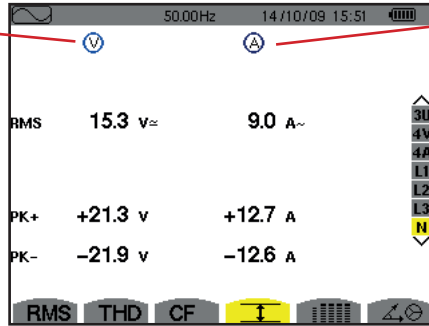 50.00Hz 14/10/09 15:51
V A
RMS 15.3 V≃ 9.0 A~
PK+ +21.3 V +12.7 A
PK- -21.9 V -12.6 A
3U
4V
4A
L1
L2
L3
N
RMS THD CF